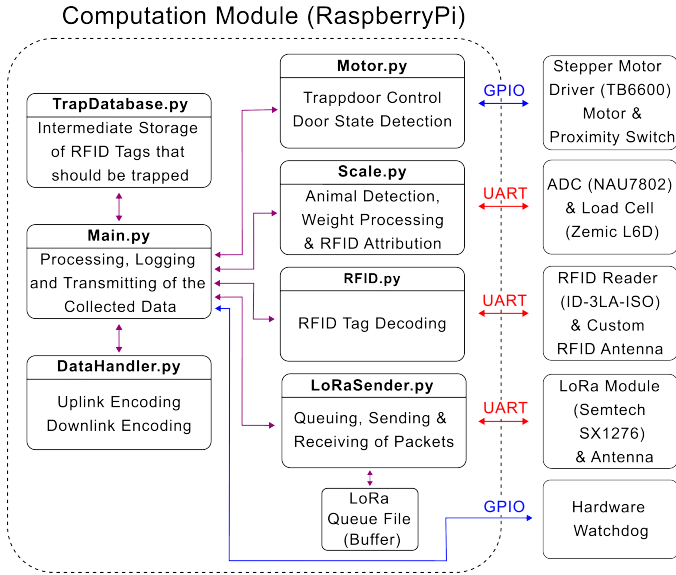 Computation Module (RaspberryPi)
TrapDatabase.py
Intermediate Storage
of RFID Tags that
should be trapped
Main.py
Processing, Logging
and Transmitting of the
Collected Data
DataHandler.py
Uplink Encoding
Downlink Encoding
Motor.py
Trappdoor Control
Door State Detection
Scale.py
Animal Detection,
Weight Processing
& RFID Attribution
RFID.py
RFID Tag Decoding
LoRaSender.py
Queuing, Sending &
Receiving of Packets
LoRa
Queue File
(Buffer)
GPIO
Stepper Motor
Driver (TB6600)
Motor &
Proximity Switch
UART
ADC (NAU7802)
& Load Cell
(Zemic L6D)
UART
RFID Reader
(ID-3LA-ISO)
& Custom
RFID Antenna
UART
LoRa Module
(Semtech
SX1276)
& Antenna
GPIO
Hardware
Watchdog